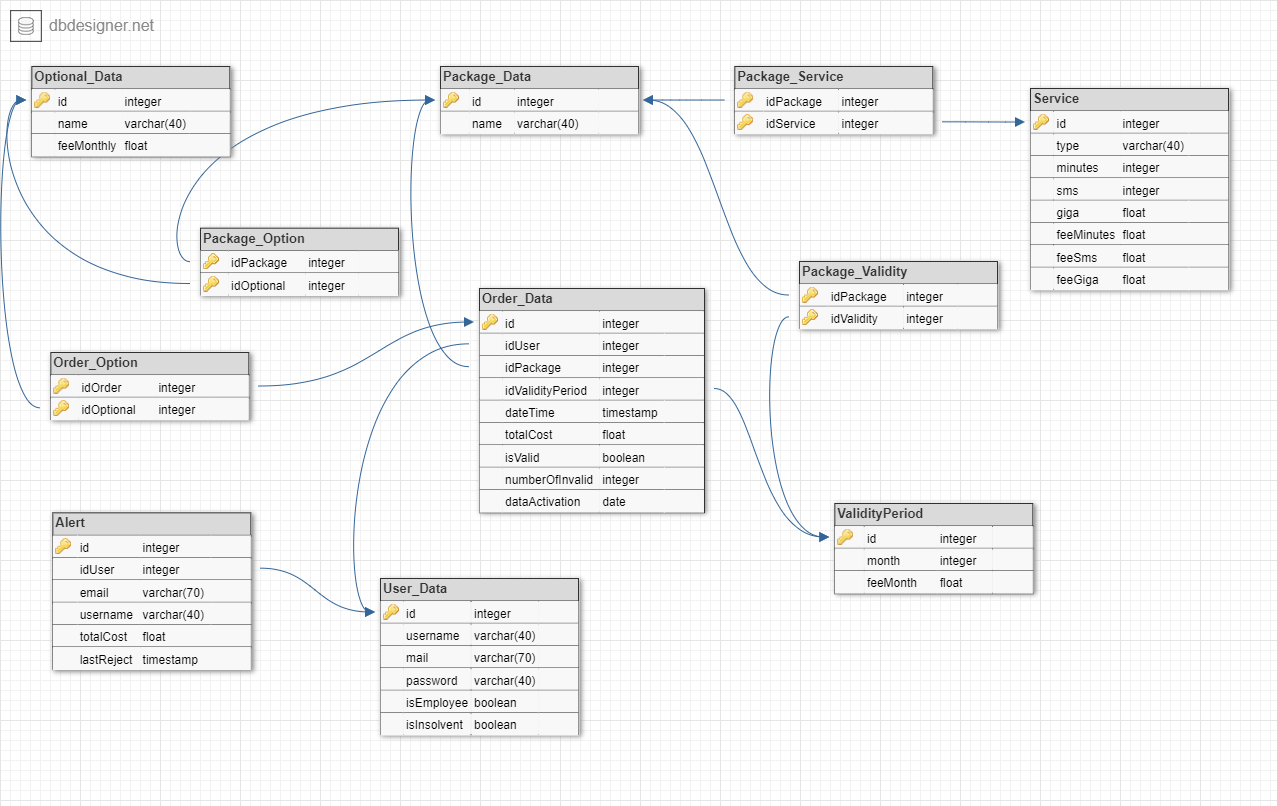 dbdesigner.net
Optional_Data
id integer
name varchar(40)
feeMonthly float
Package_Data
id integer
name varchar(40)
Package_Service
idPackage integer
idService integer
Service
id integer
type varchar(40)
minutes integer
sms integer
giga float
feeMinutes float
feeSms float
feeGiga float
Package_Option
idPackage integer
idOptional integer
Package_Validity
idPackage integer
idValidity integer
Order_Data
id integer
idUser integer
idPackage integer
idValidityPeriod integer
dateTime timestamp
totalCost float
isValid boolean
numberOfInvalid integer
dataActivation date
Order_Option
idOrder integer
idOptional integer
ValidityPeriod
id integer
month integer
feeMonth float
Alert
id integer
idUser integer
email varchar(70)
username varchar(40)
totalCost float
lastReject timestamp
User_Data
id integer
username varchar(40)
mail varchar(70)
password varchar(40)
isEmployee boolean
isInsolvent boolean